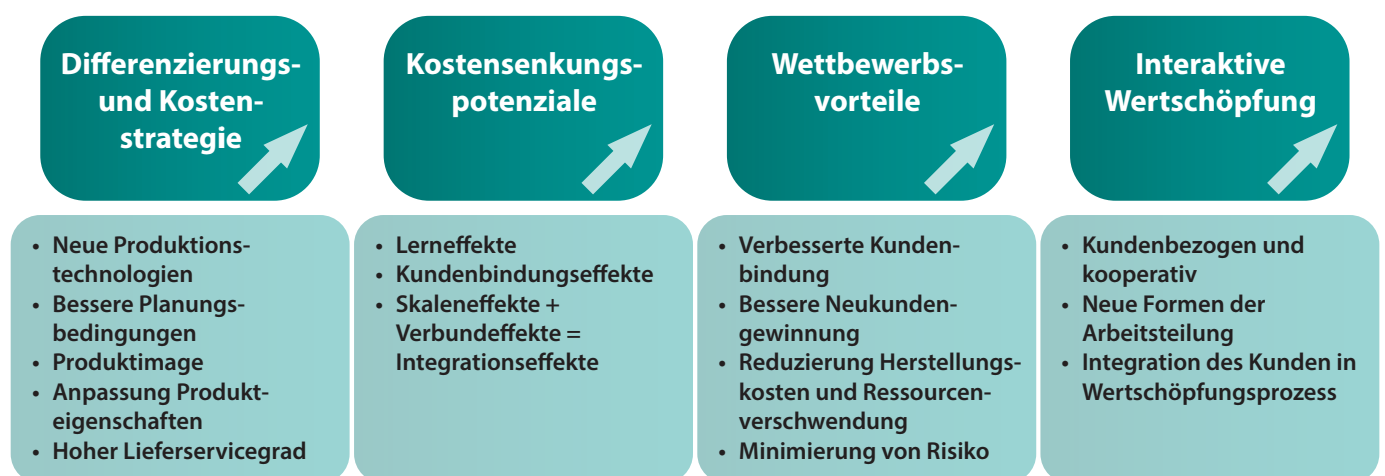 Differenzierungs-
und Kosten-
strategie
• Neue Produktions-
technologien
• Bessere Planungs-
bedingungen
• Produktimage
• Anpassung Produkt-
eigenschaften
• Hoher Lieferservicegrad
Kostensenkungs-
potenziale
• Lerneffekte
• Kundenbindungseffekte
• Skaleneffekte +
Verbundeffekte =
Integrationseffekte
Wettbewerbs-
vorteile
• Verbesserte Kunden-
bindung
• Bessere Neukunden-
gewinnung
• Reduzierung Herstellungs-
kosten und Ressourcen-
verschwendung
• Minimierung von Risiko
Interaktive
Wertschöpfung
• Kundenbezogen und
kooperativ
• Neue Formen der
Arbeitsteilung
• Integration des Kunden in
Wertschöpfungsprozess